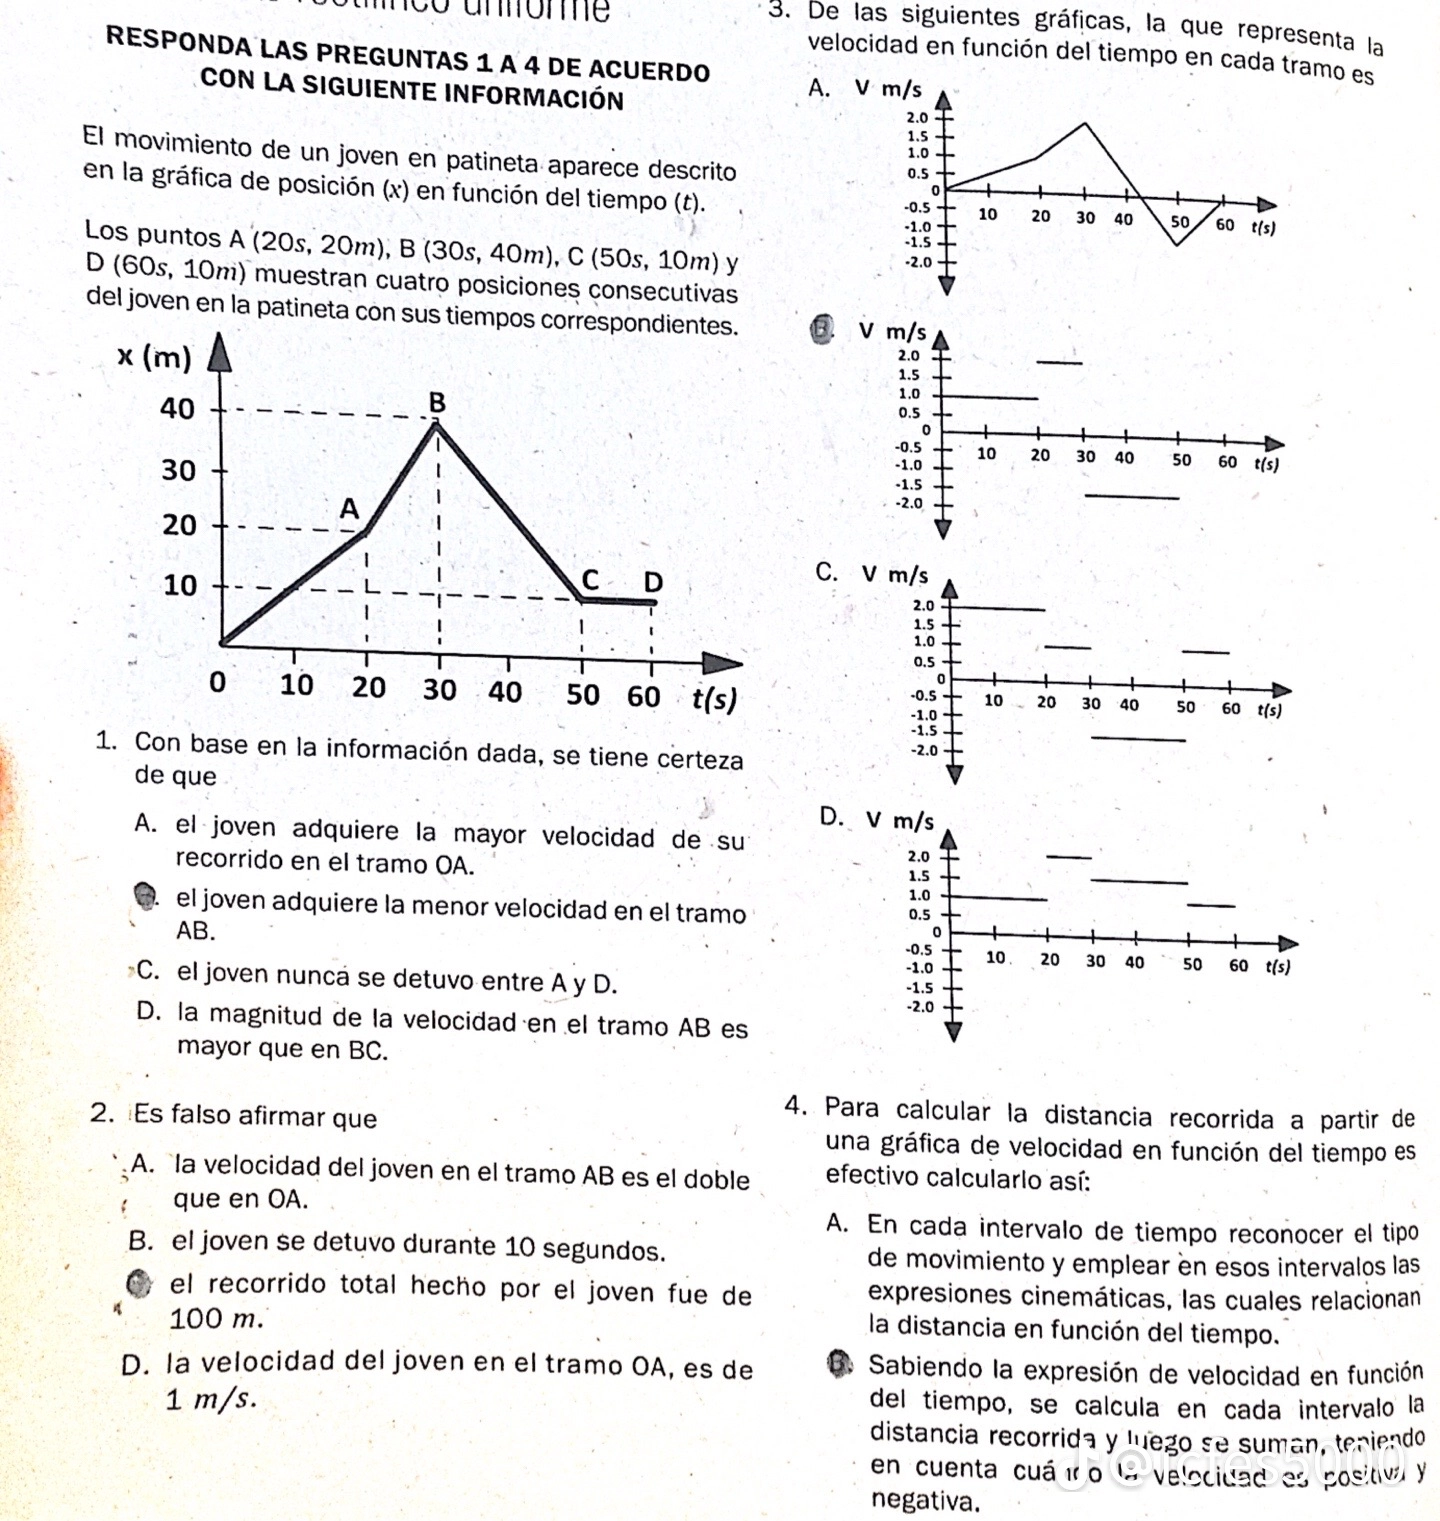 uniforme
RESPONDA LAS PREGUNTAS 1 A 4 DE ACUERDO
CON LA SIGUIENTE INFORMACIÓN
El movimiento de un joven en patineta aparece descrito
en la gráfica de posición (x) en función del tiempo (t).
Los puntos A (20s, 20m), B (30s, 40m), C (50s, 10m) y
D (60s, 10m) muestran cuatro posiciones consecutivas
del joven en la patineta con sus tiempos correspondientes.
x (m)
40
30
20
10
A
B
C
D
0 10 20 30 40 50 60 t(s)
1. Con base en la información dada, se tiene certeza
de que
A. el joven adquiere la mayor velocidad de su
recorrido en el tramo OA.
el joven adquiere la menor velocidad en el tramo
AB.
C. el joven nunca se detuvo entre A y D.
D. la magnitud de la velocidad en el tramo AB es
mayor que en BC.
2. Es falso afirmar que
A. la velocidad del joven en el tramo AB es el doble
que en OA.
B. el joven se detuvo durante 10 segundos.
el recorrido total hecho por el joven fue de
100 m.
D. la velocidad del joven en el tramo OA, es de
1 m/s.
3. De las siguientes gráficas, la que representa la
velocidad en función del tiempo en cada tramo es
A. V m/s
2.0
1.5
1.0
0.5
0
-0.5
-1.0
-1.5
-2.0
10 20 30 40 50 60 t(s)
B. V m/s
2.0
1.5
1.0
0.5
0
-0.5
-1.0
-1.5
-2.0
10 20 30 40 50 60 t(s)
C. V m/s
2.0
1.5
1.0
0.5
0
-0.5
-1.0
-1.5
-2.0
10 20 30 40 50 60 t(s)
D. V m/s
2.0
1.5
1.0
0.5
0
-0.5
-1.0
-1.5
-2.0
10 20 30 40 50 60 t(s)
4. Para calcular la distancia recorrida a partir de
una gráfica de velocidad en función del tiempo es
efectivo calcularlo así:
A. En cada intervalo de tiempo reconocer el tipo
de movimiento y emplear en esos intervalos las
expresiones cinemáticas, las cuales relacionan
la distancia en función del tiempo.
B. Sabiendo la expresión de velocidad en función
del tiempo, se calcula en cada intervalo la
distancia recorrida y luego se suman, teniendo
en cuenta cuándo la velocidad es positiva y
negativa.
@icfes5000